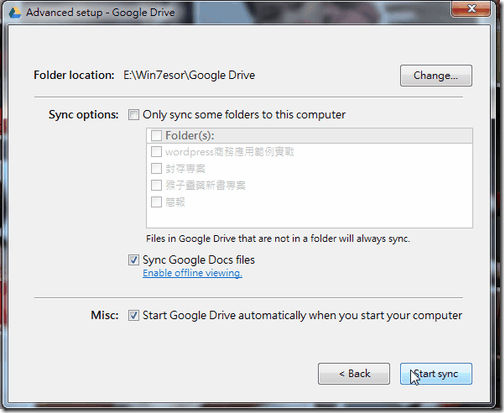 Advanced setup - Google Drive
Folder location: E:\Win7esor\Google Drive
Change...
Sync options: Only sync some folders to this computer
Folder(s):
wordpress商務應用範例實戰
封存專案
雅子重編新書專案
簡報
Files in Google Drive that are not in a folder will always sync.
Sync Google Docs files
Enable offline viewing.
Misc: Start Google Drive automatically when you start your computer
< Back
Start sync